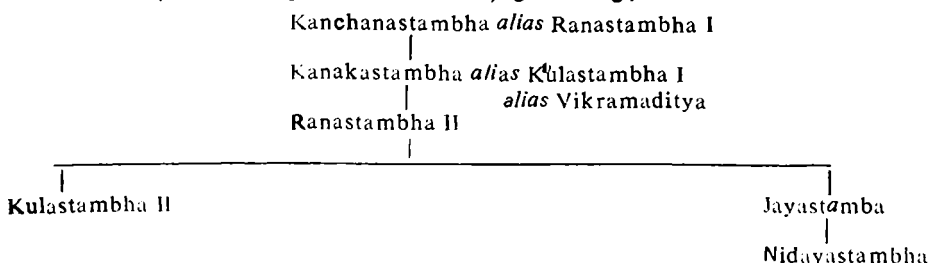 Kanchanastambha alias Ranastambha I
Kanakastambha alias Kulastambha I
alias Vikramaditya
Ranastambha II
Kulastambha II Jayastamba
Nidayastambha